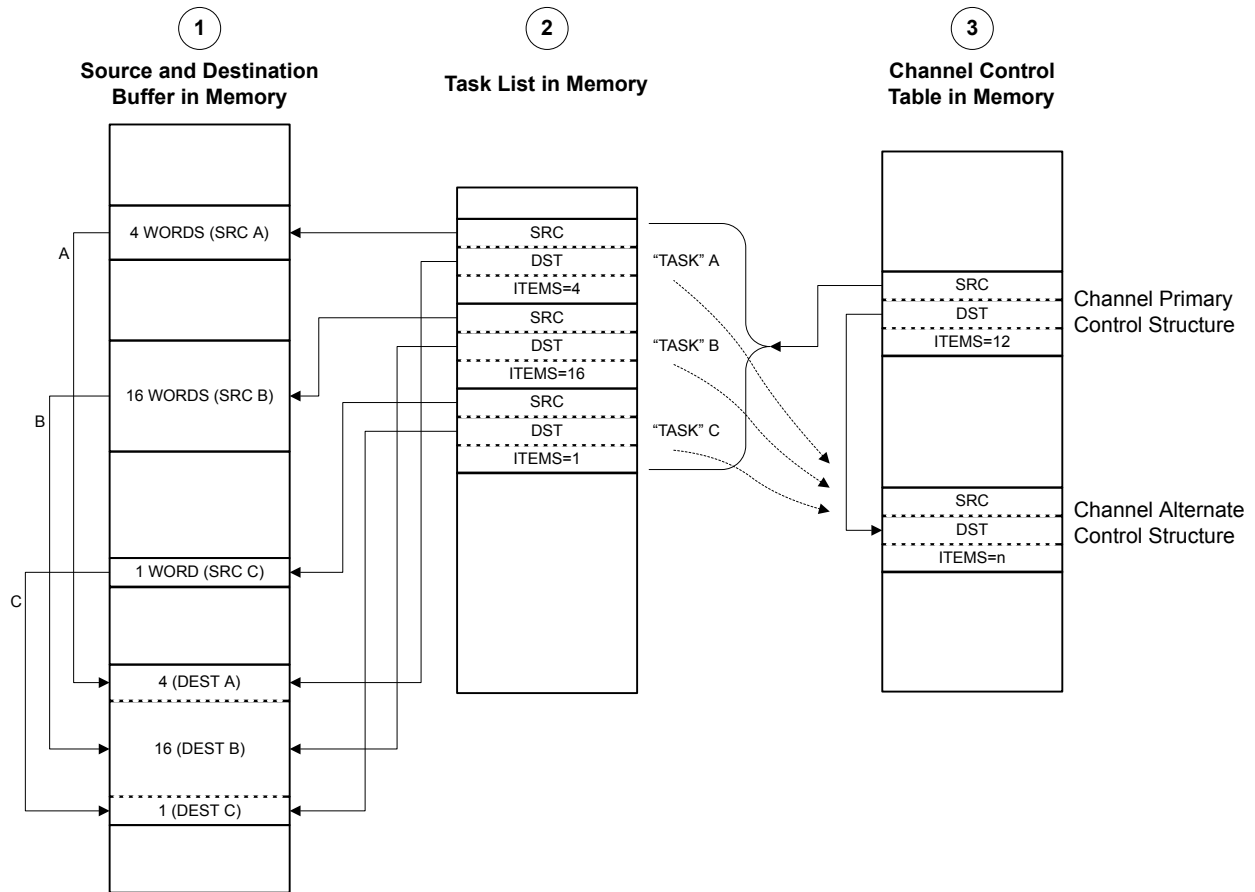 1
Source and Destination
Buffer in Memory
4 WORDS (SRC A)
16 WORDS (SRC B)
1 WORD (SRC C)
4 (DEST A)
16 (DEST B)
1 (DEST C)
A
B
C
2
Task List in Memory
SRC
DST
ITEMS=4
SRC
DST
ITEMS=16
SRC
DST
ITEMS=1
“TASK” A
“TASK” B
“TASK” C
3
Channel Control
Table in Memory
SRC
DST
ITEMS=12
Channel Primary
Control Structure
SRC
DST
ITEMS=n
Channel Alternate
Control Structure